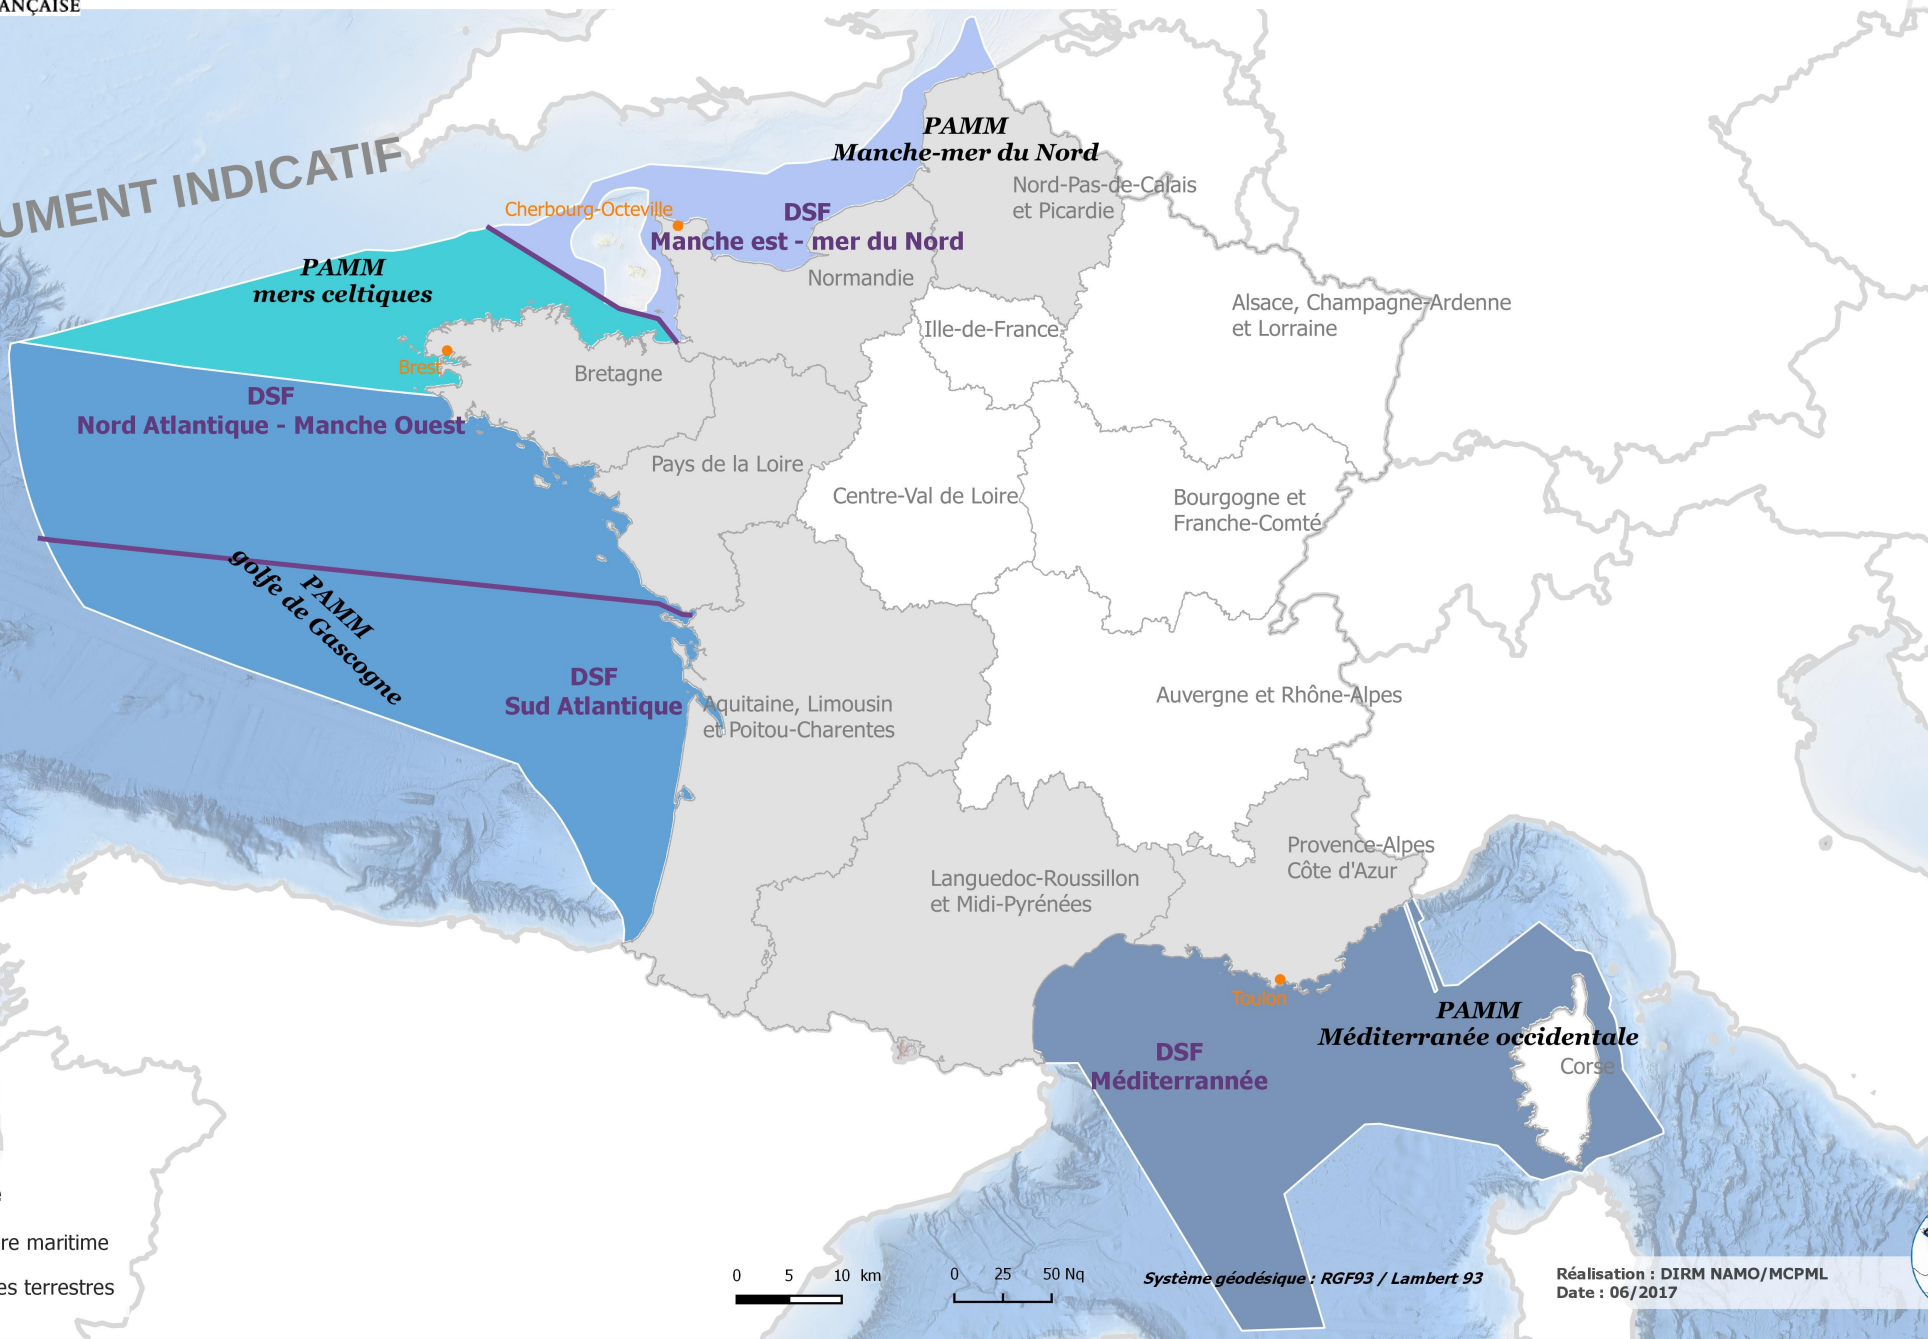 ANÇAISE
UMENT INDICATIF
PAMM
Manche-mer du Nord
Nord-Pas-de-Calais
et Picardie
Cherbourg-Octeville
DSF
Manche est - mer du Nord
Normandie
PAMM
mers celtiques
Ille-de-France
Alsace, Champagne-Ardenne
et Lorraine
Brest
Bretagne
DSF
Nord Atlantique - Manche Ouest
Pays de la Loire
Centre-Val de Loire
Bourgogne et
Franche-Comté
PAMM
golfe de Gascogne
DSF
Sud Atlantique
Aquitaine, Limousin
et Poitou-Charentes
Auvergne et Rhône-Alpes
Provence-Alpes
Côte d'Azur
Languedoc-Roussillon
et Midi-Pyrénées
Toulon
PAMM
Méditerranée occidentale
DSF
Méditerrannée
Corse
re maritime
es terrestres
0 5 10 km
0 25 50 Nq
Système géodésique : RGF93 / Lambert 93
Réalisation : DIRM NAMO/MCPML
Date : 06/2017